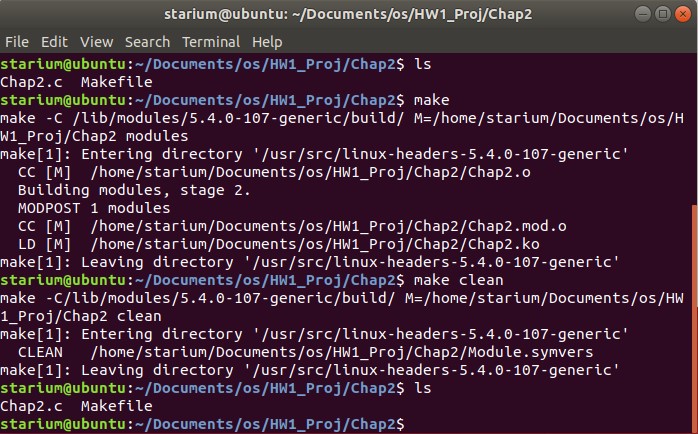 starium@ubuntu: ~/Documents/os/HW1_Proj/Chap2
File Edit View Search Terminal Help
starium@ubuntu:~/Documents/os/HW1_Proj/Chap2$ ls
Chap2.c  Makefile
starium@ubuntu:~/Documents/os/HW1_Proj/Chap2$ make
make -C /lib/modules/5.4.0-107-generic/build/ M=/home/starium/Documents/os/H
W1_Proj/Chap2 modules
make[1]: Entering directory '/usr/src/linux-headers-5.4.0-107-generic'
  CC [M]  /home/starium/Documents/os/HW1_Proj/Chap2/Chap2.o
  Building modules, stage 2.
  MODPOST 1 modules
  CC [M]  /home/starium/Documents/os/HW1_Proj/Chap2/Chap2.mod.o
  LD [M]  /home/starium/Documents/os/HW1_Proj/Chap2/Chap2.ko
make[1]: Leaving directory '/usr/src/linux-headers-5.4.0-107-generic'
starium@ubuntu:~/Documents/os/HW1_Proj/Chap2$ make clean
make -C/lib/modules/5.4.0-107-generic/build/ M=/home/starium/Documents/os/HW
1_Proj/Chap2 clean
make[1]: Entering directory '/usr/src/linux-headers-5.4.0-107-generic'
  CLEAN   /home/starium/Documents/os/HW1_Proj/Chap2/Module.symvers
make[1]: Leaving directory '/usr/src/linux-headers-5.4.0-107-generic'
starium@ubuntu:~/Documents/os/HW1_Proj/Chap2$ ls
Chap2.c  Makefile
starium@ubuntu:~/Documents/os/HW1_Proj/Chap2$